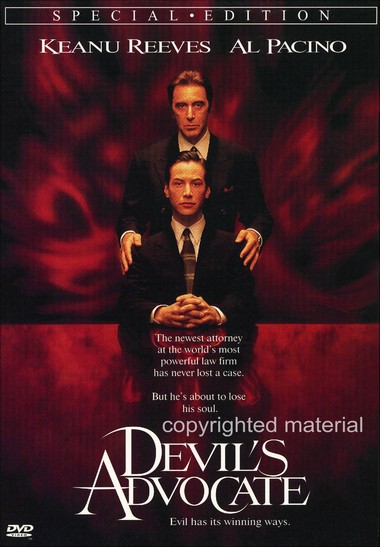 SPECIAL • EDITION
KEANU REEVES AL PACINO
The newest attorney
at the world's most
powerful law firm
has never lost a case.
But he's about to lose
his soul.
copyrighted material
DEVIL'S
ADVOCATE
Evil has its winning ways.
DVD
VIDEO